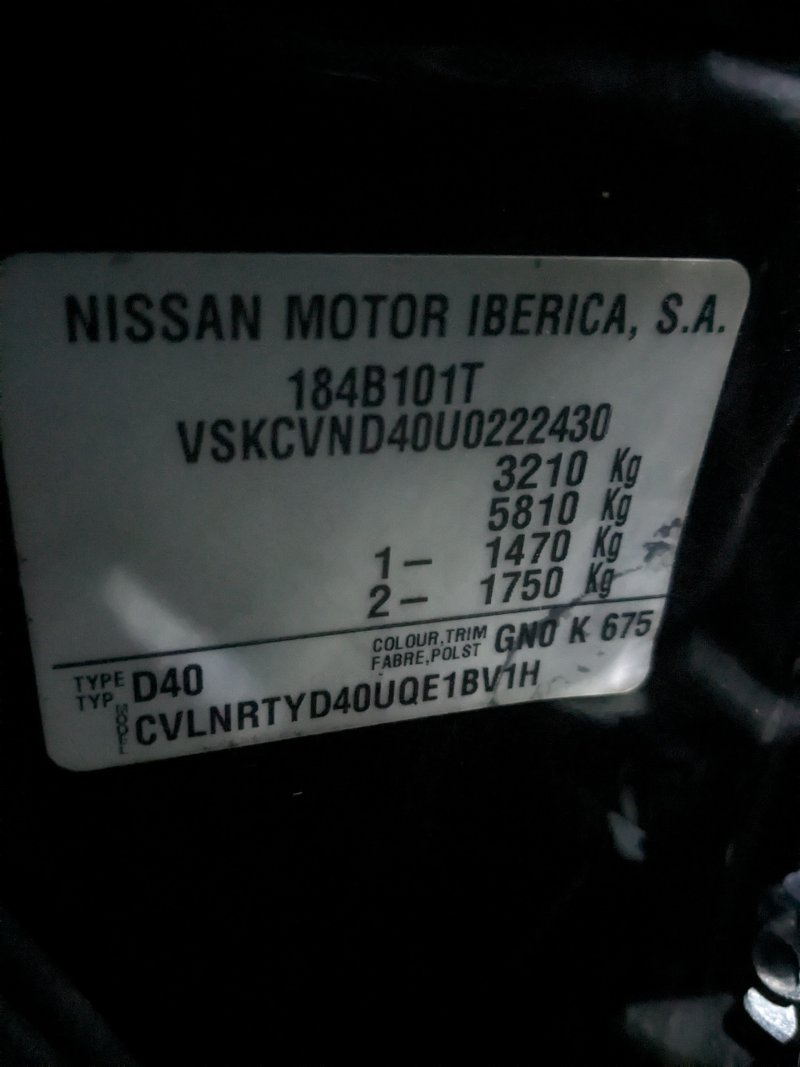 NISSAN MOTOR IBERICA, S.A.
184B101T
VSKCVND40U0222430
3210 Kg
5810 Kg
1 – 1470 Kg
2 – 1750 Kg
COLOUR,TRIM GN0 K 675
FABRE,POLST
TYPE D40
TYP
MODEL CVLNRTYD40UQE1BV1H